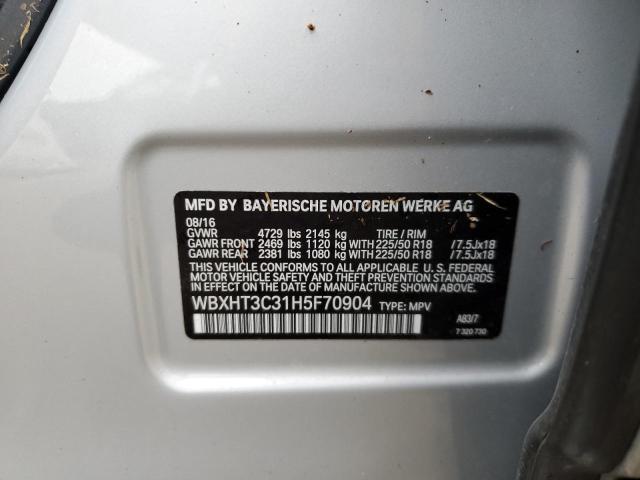 MFD BY BAYERISCHE MOTOREN WERKE AG
08/16
GVWR 4729 lbs 2145 kg TIRE / RIM
GAWR FRONT 2469 lbs 1120 kg WITH 225/50 R18 /7.5Jx18
GAWR REAR 2381 lbs 1080 kg WITH 225/50 R18 /7.5Jx18
THIS VEHICLE CONFORMS TO ALL APPLICABLE U. S. FEDERAL
MOTOR VEHICLE SAFETY AND THEFT PREVENTION STANDARDS
IN EFFECT ON THE DATE OF MANUFACTURE SHOWN ABOVE.
WBXHT3C31H5F70904 TYPE: MPV
A83/7
7 320 730